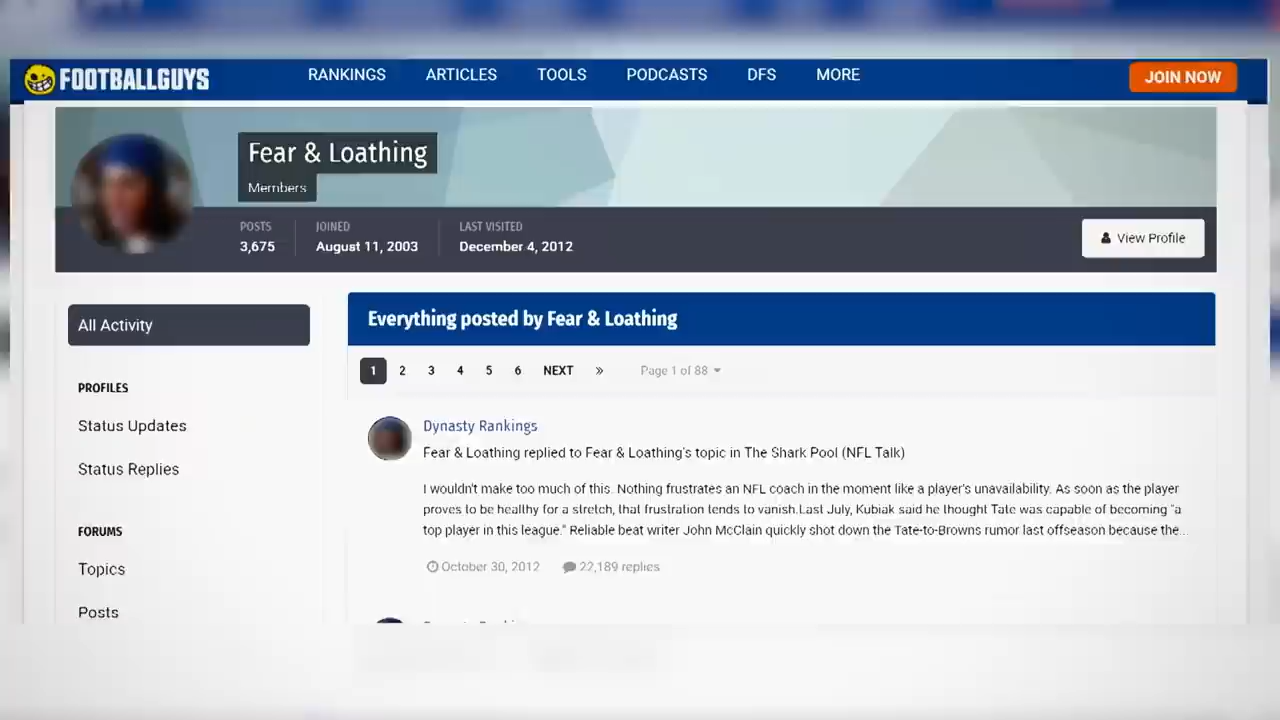 FOOTBALLGUYS
RANKINGS ARTICLES TOOLS PODCASTS DFS MORE
JOIN NOW
Fear & Loathing
Members
POSTS JOINED LAST VISITED
3,675 August 11, 2003 December 4, 2012
View Profile
All Activity
PROFILES
Status Updates
Status Replies
FORUMS
Topics
Posts
Everything posted by Fear & Loathing
1 2 3 4 5 6 NEXT » Page 1 of 88
Dynasty Rankings
Fear & Loathing replied to Fear & Loathing's topic in The Shark Pool (NFL Talk)
I wouldn't make too much of this. Nothing frustrates an NFL coach in the moment like a player's unavailability. As soon as the player
proves to be healthy for a stretch, that frustration tends to vanish.Last July, Kubiak said he thought Tate was capable of becoming "a
top player in this league." Reliable beat writer John McClain quickly shot down the Tate-to-Browns rumor last offseason because the...
October 30, 2012 22,189 replies